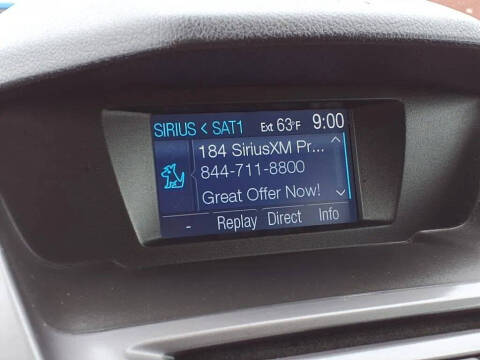 SIRIUS < SAT1 Ext 63°F 9:00
184 SiriusXM Pr...
844-711-8800
Great Offer Now!
- Replay Direct Info